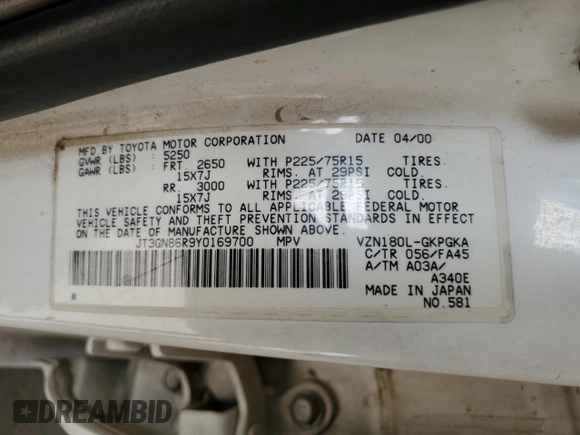 MFD.BY TOYOTA MOTOR CORPORATION DATE 04/00
GVWR (LBS) : 5250
GAWR (LBS) : FRT 2650 WITH P225/75R15 TIRES.
15X7J RIMS. AT 29PSI COLD.
RR. 3000 WITH P225/75R15 TIRES.
15X7J RIMS. AT PSI COLD.
THIS VEHICLE CONFORMS TO ALL APPLICABLE FEDERAL MOTOR
VEHICLE SAFETY AND THEFT PREVENTION STANDARDS IN EFFECT
ON THE DATE OF MANUFACTURE SHOWN ABOVE.
JT3GN86R9Y0169700 MPV VZN180L-GKPGKA
C/TR 056/FA45
A/TM A03A/
A340E
MADE IN JAPAN
NO.581
DREAMBID